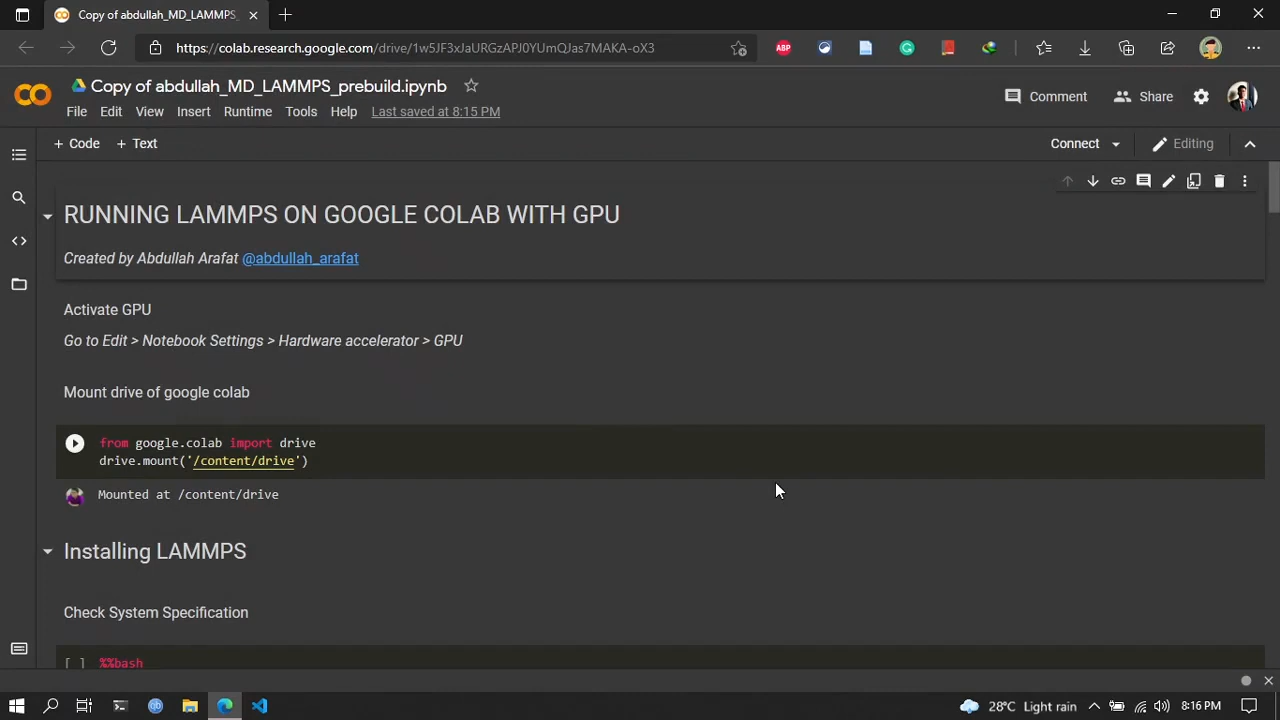 Copy of abdullah_MD_LAMMPS_
https://colab.research.google.com/drive/1w5JF3xJaURGzAPJ0YUmQJas7MAKA-oX3
ABP
Copy of abdullah_MD_LAMMPS_prebuild.ipynb
Comment
Share
File
Edit
View
Insert
Runtime
Tools
Help
Last saved at 8:15 PM
+ Code
+ Text
Connect
Editing
RUNNING LAMMPS ON GOOGLE COLAB WITH GPU
Created by Abdullah Arafat @abdullah_arafat
Activate GPU
Go to Edit > Notebook Settings > Hardware accelerator > GPU
Mount drive of google colab
from google.colab import drive
drive.mount('/content/drive')
Mounted at /content/drive
Installing LAMMPS
Check System Specification
[ ] %%bash
28°C Light rain
8:16 PM